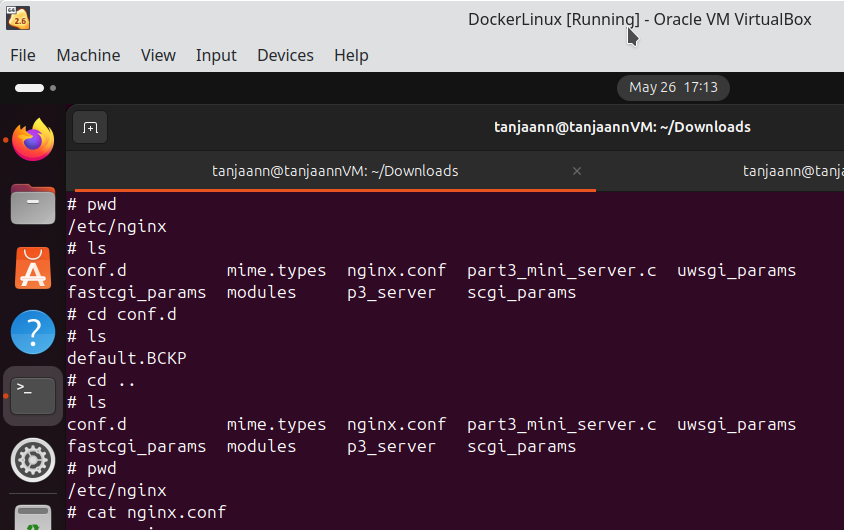 DockerLinux [Running] - Oracle VM VirtualBox
File Machine View Input Devices Help
May 26 17:13
tanjaann@tanjaannVM: ~/Downloads
tanjaann@tanjaannVM: ~/Downloads × tanjaann@tanja
# pwd
/etc/nginx
# ls
conf.d mime.types nginx.conf part3_mini_server.c uwsgi_params
fastcgi_params modules p3_server scgi_params
# cd conf.d
# ls
default.BCKP
# cd ..
# ls
conf.d mime.types nginx.conf part3_mini_server.c uwsgi_params
fastcgi_params modules p3_server scgi_params
# pwd
/etc/nginx
# cat nginx.conf